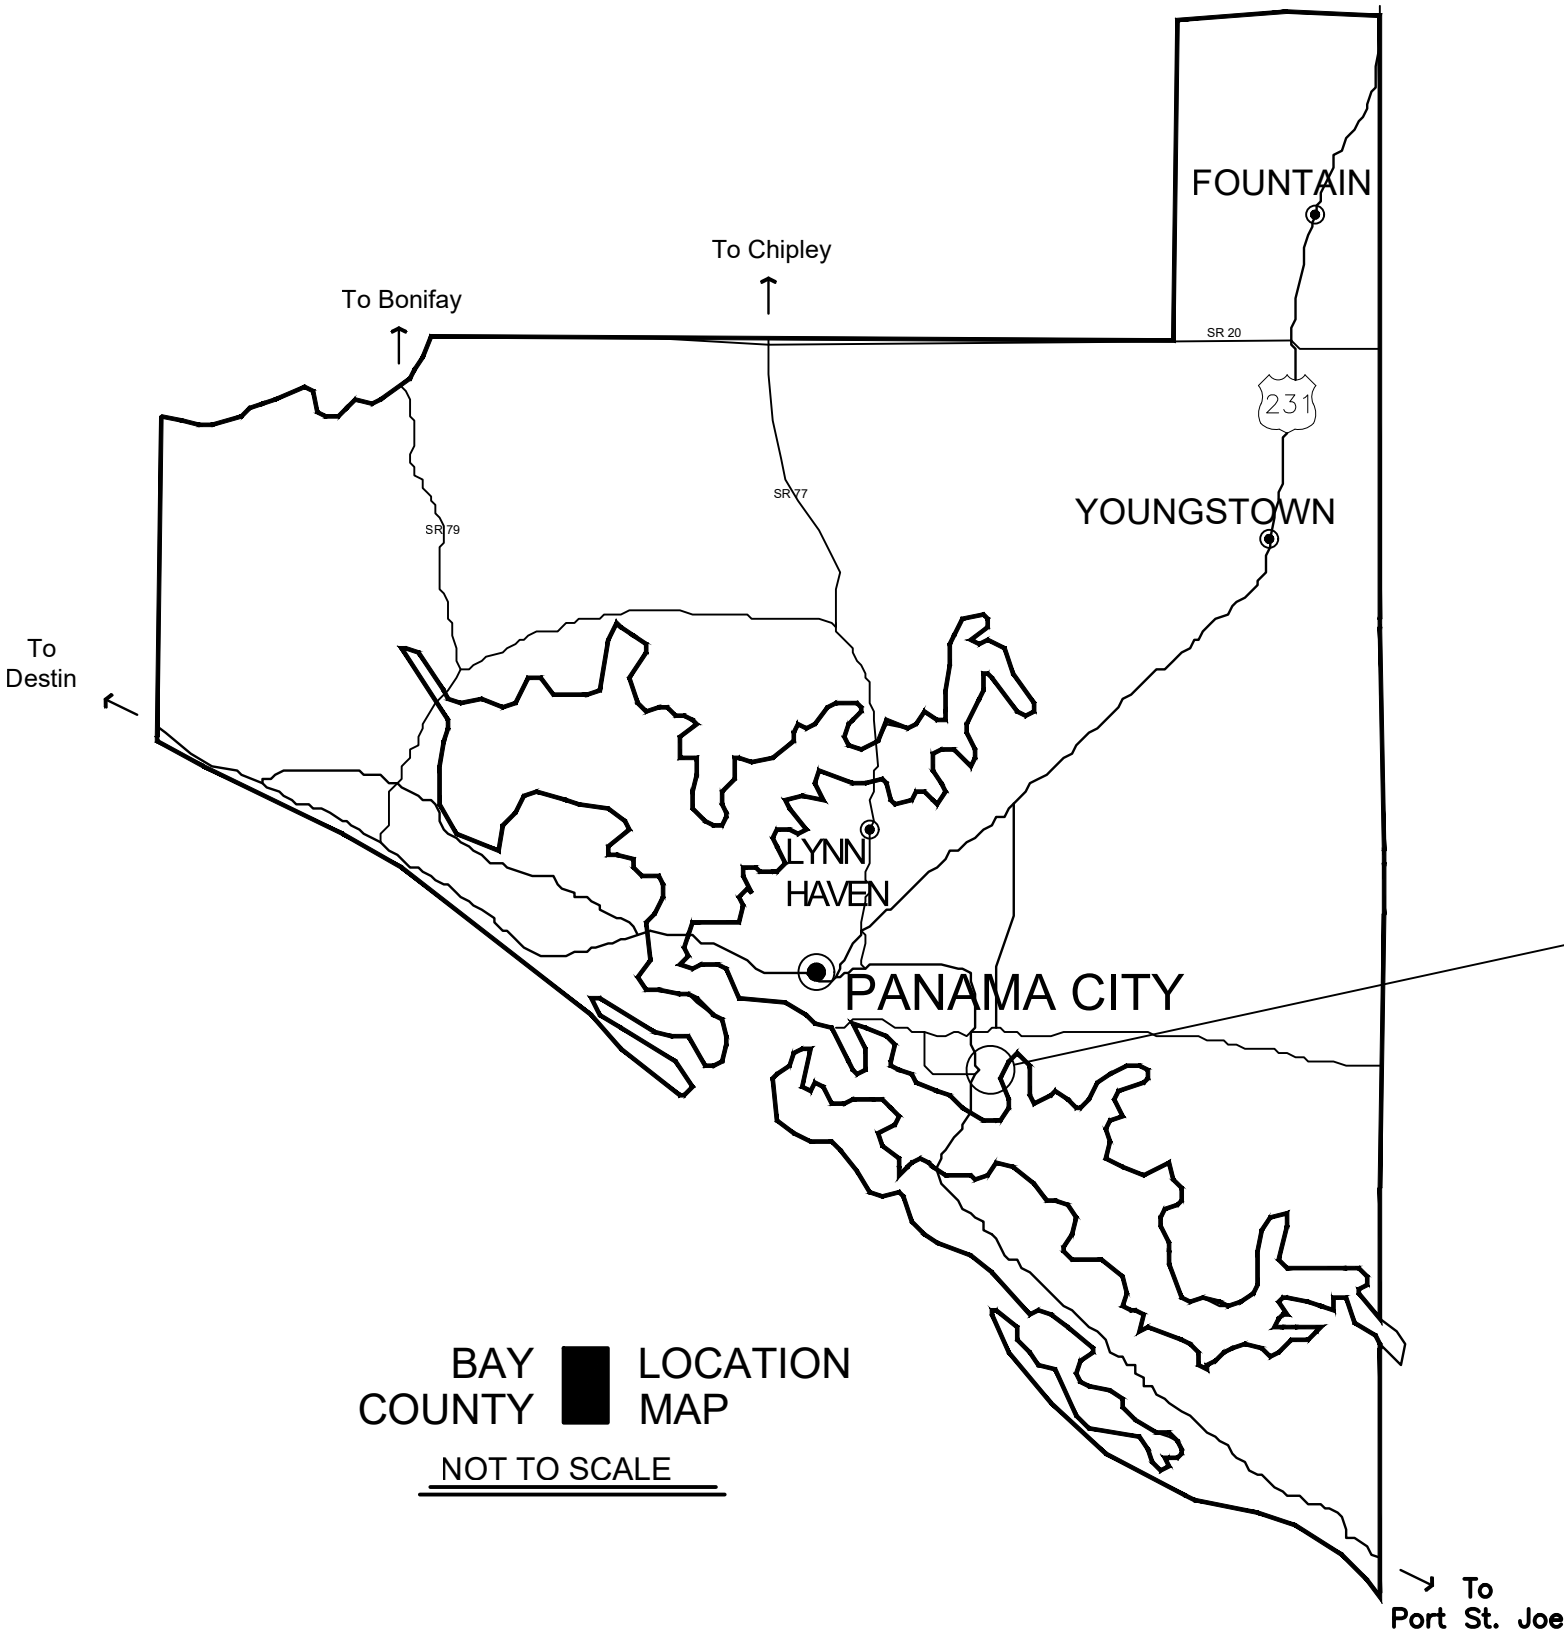 FOUNTAIN
To Chipley
To Bonifay
SR 20
231
SR 77
YOUNGSTOWN
SR 79
To
Destin
LYNN
HAVEN
PANAMA CITY
BAY LOCATION
COUNTY MAP
NOT TO SCALE
To
Port St. Joe